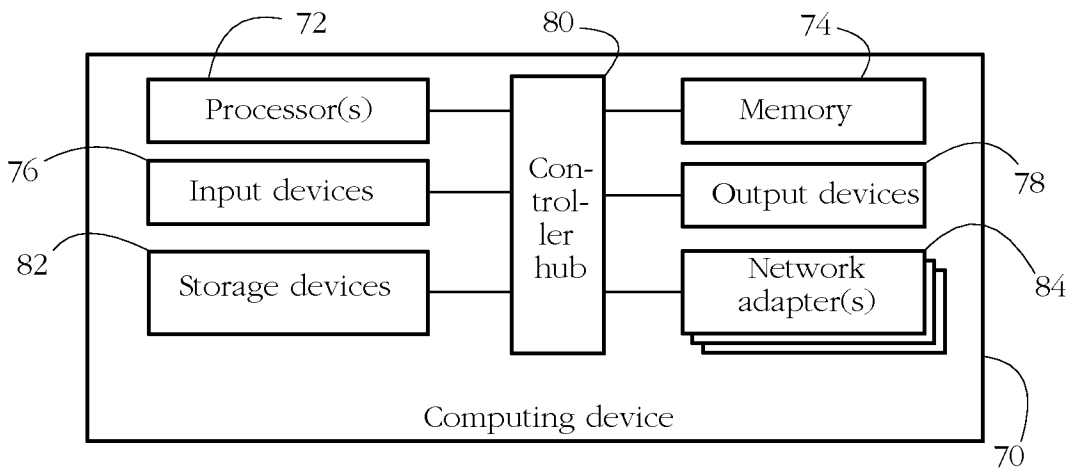 72
80
74
Processor(s)
Memory
76
Input devices
Con-
trol-
ler
hub
Output devices
78
82
Storage devices
Network
adapter(s)
84
Computing device
70